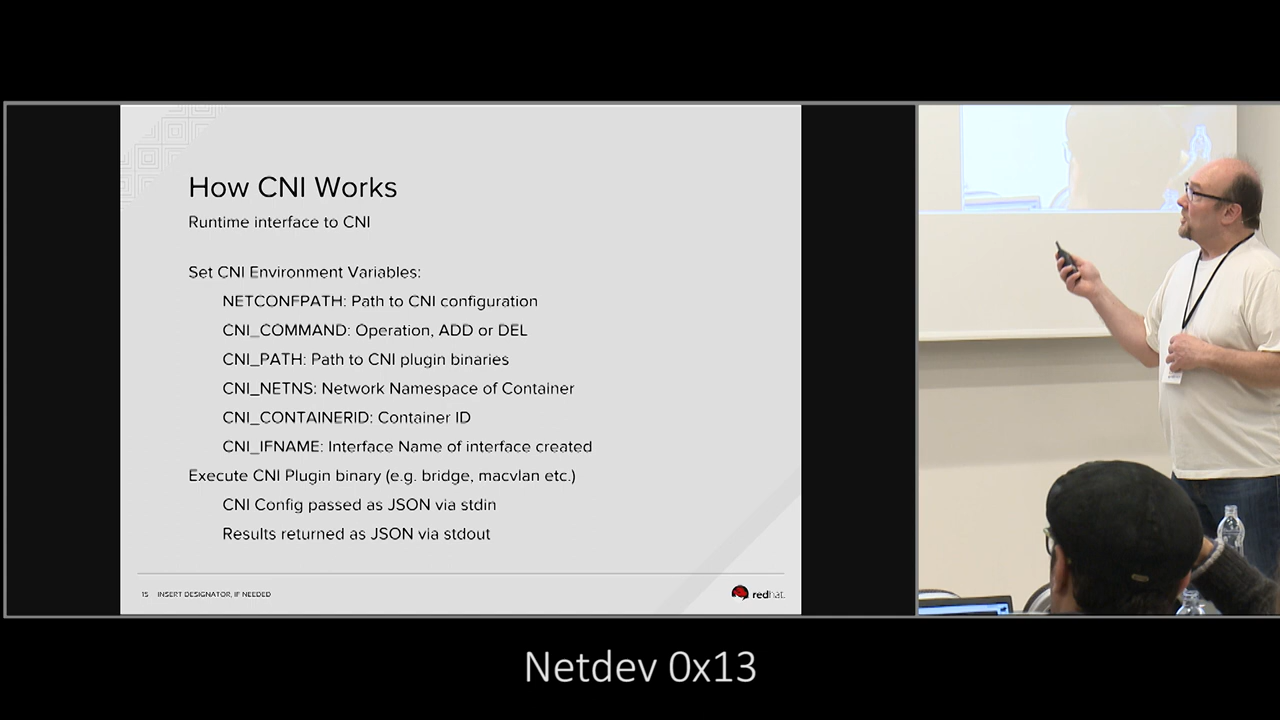 How CNI Works
Runtime interface to CNI
Set CNI Environment Variables:
NETCONFPATH: Path to CNI configuration
CNI_COMMAND: Operation, ADD or DEL
CNI_PATH: Path to CNI plugin binaries
CNI_NETNS: Network Namespace of Container
CNI_CONTAINERID: Container ID
CNI_IFNAME: Interface Name of interface created
Execute CNI Plugin binary (e.g. bridge, macvlan etc.)
CNI Config passed as JSON via stdin
Results returned as JSON via stdout
15 INSERT DESIGNATOR, IF NEEDED
redhat.
Netdev 0x13